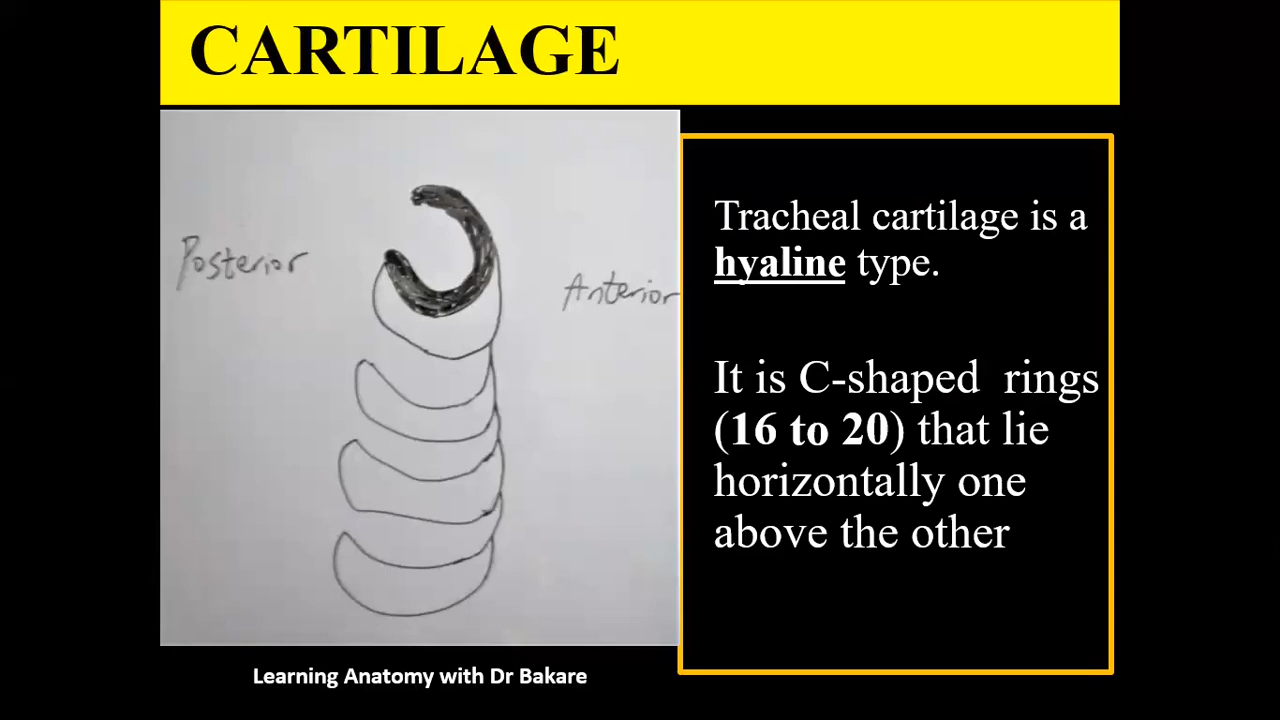 CARTILAGE
Posterior
Anterior
Tracheal cartilage is a
hyaline type.
It is C-shaped rings
(16 to 20) that lie
horizontally one
above the other
Learning Anatomy with Dr Bakare